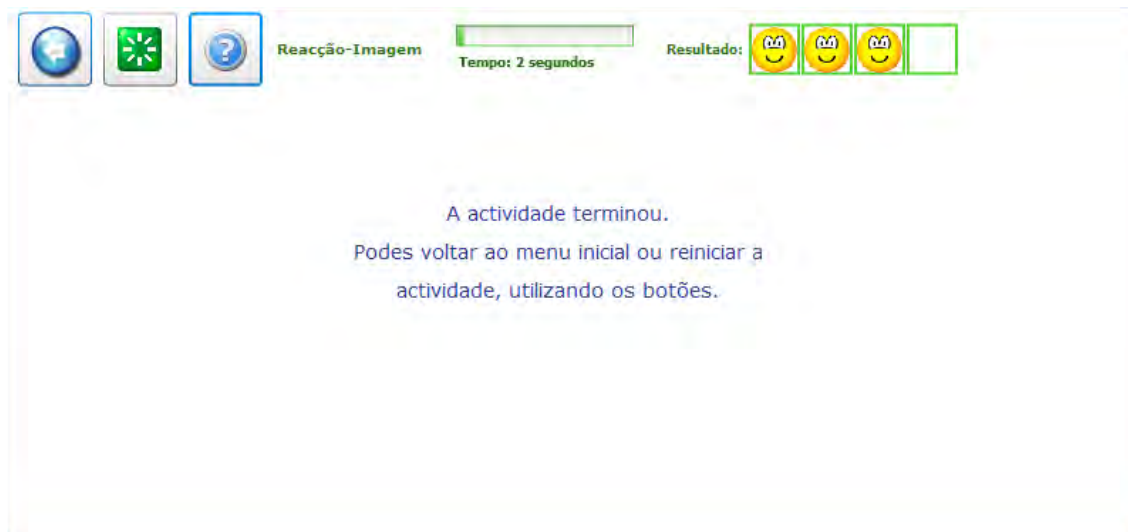 Reacção-Imagem
Tempo: 2 segundos
Resultado:
A actividade terminou.
Podes voltar ao menu inicial ou reiniciar a
actividade, utilizando os botões.